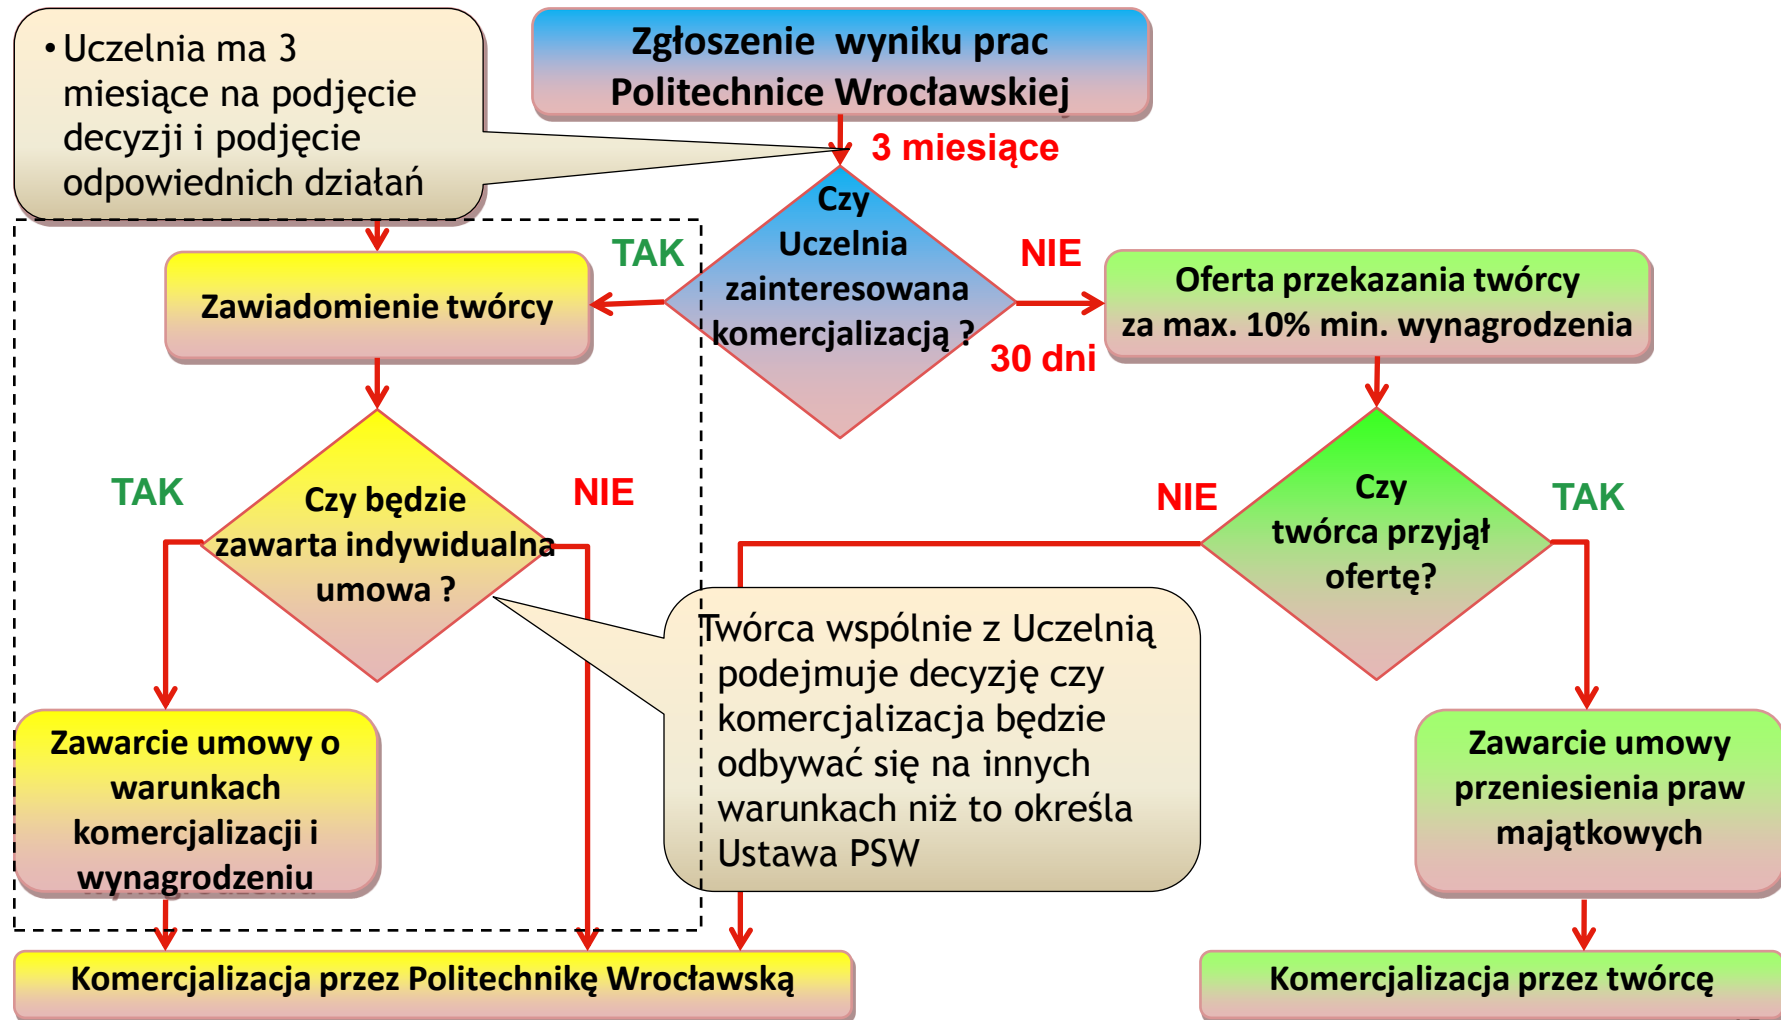 • Uczelnia ma 3
miesiące na podjęcie
decyzji i podjęcie
odpowiednich działań
Zgłoszenie wyniku prac
Politechnice Wrocławskiej
3 miesiące
Czy
Uczelnia
zainteresowana
komercjalizacją ?
TAK
NIE
30 dni
Zawiadomienie twórcy
Oferta przekazania twórcy
za max. 10% min. wynagrodzenia
TAK
Czy będzie
zawarta indywidualna
umowa ?
NIE
NIE
Czy
twórca przyjął
ofertę?
TAK
Twórca wspólnie z Uczelnią
podejmuje decyzję czy
komercjalizacja będzie
odbywać się na innych
warunkach niż to określa
Ustawa PSW
Zawarcie umowy o
warunkach
komercjalizacji i
wynagrodzeniu
Zawarcie umowy
przeniesienia praw
majątkowych
Komercjalizacja przez Politechnikę Wrocławską
Komercjalizacja przez twórcę